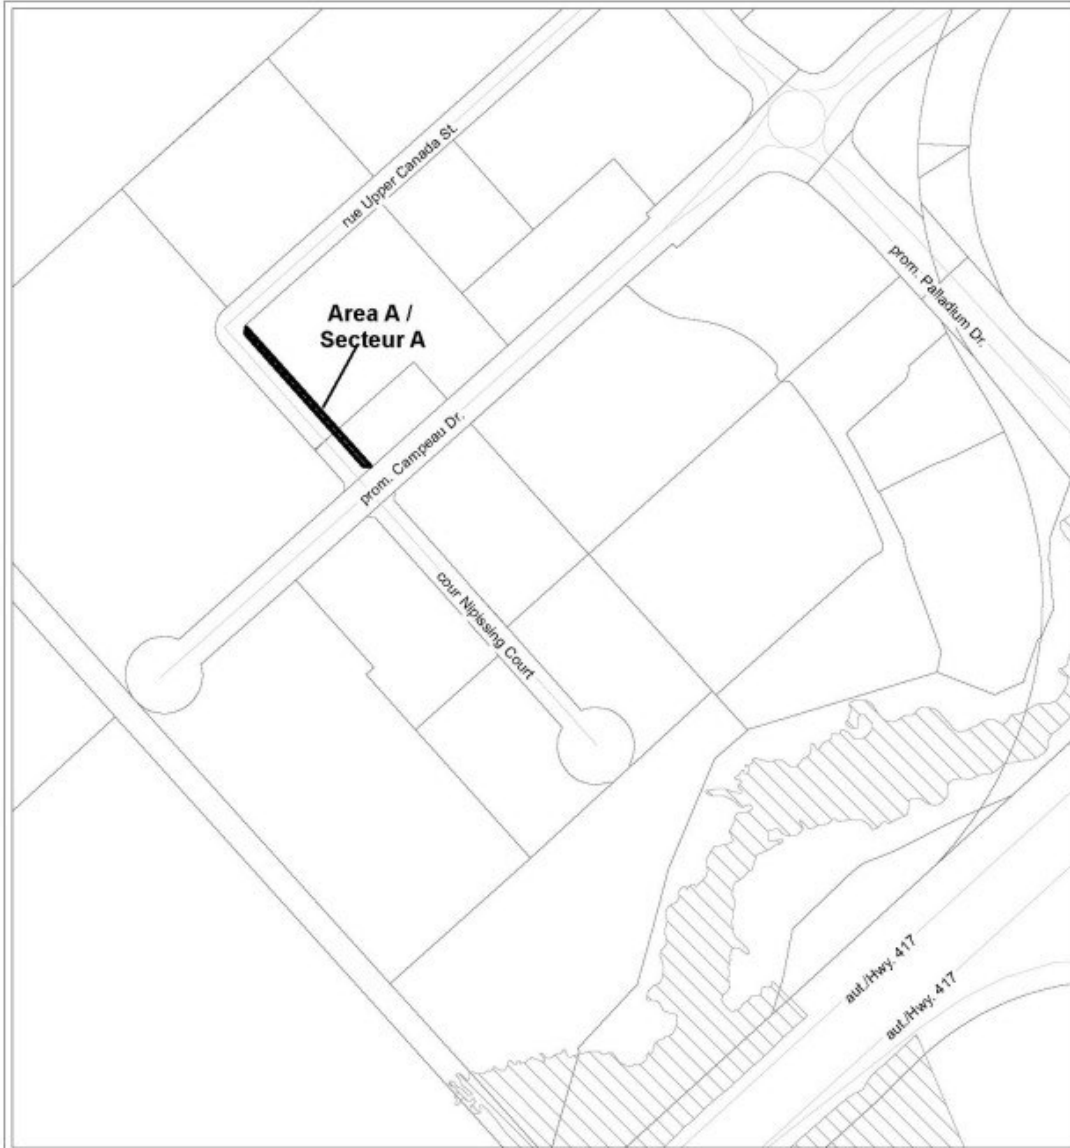 rue Upper Canada St.
prom. Palladium Dr.
Area A /
Secteur A
prom. Campeau Dr.
cour Nipissing Court
aut./Hwy. 417
aut./Hwy. 417